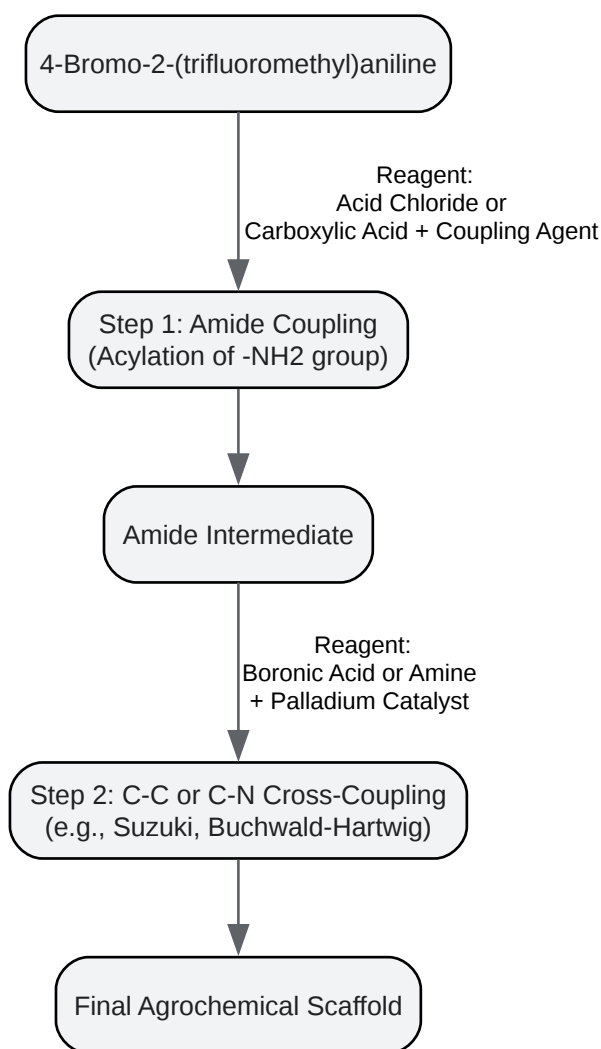 4-Bromo-2-(trifluoromethyl)aniline
Reagent:
Acid Chloride or
Carboxylic Acid + Coupling Agent
Step 1: Amide Coupling
(Acylation of -NH2 group)
Amide Intermediate
Reagent:
Boronic Acid or Amine
+ Palladium Catalyst
Step 2: C-C or C-N Cross-Coupling
(e.g., Suzuki, Buchwald-Hartwig)
Final Agrochemical Scaffold